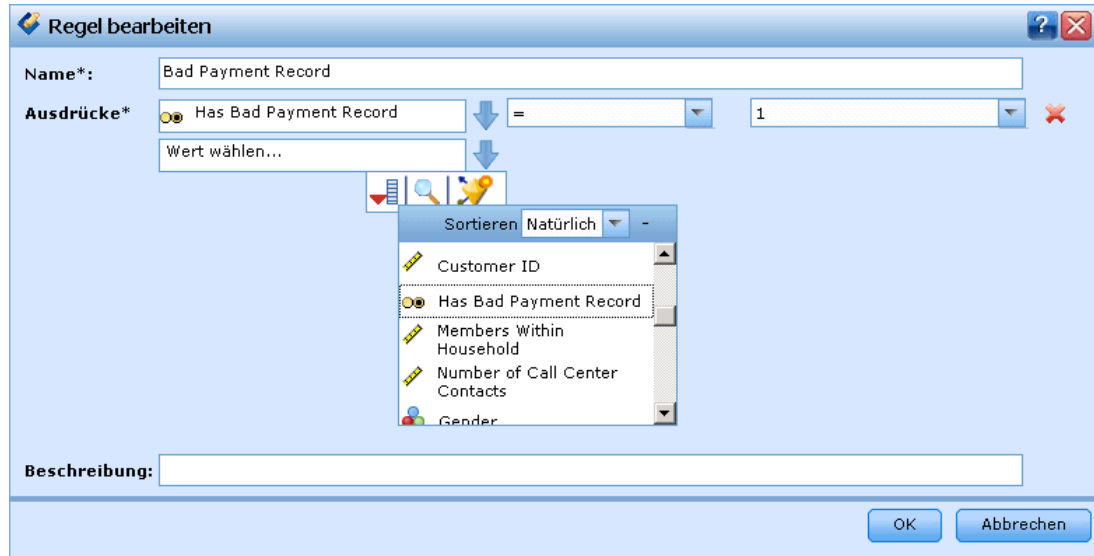 Regel bearbeiten
?
Name*: Bad Payment Record
Ausdrücke* Has Bad Payment Record = 1
Wert wählen...
Sortieren Natürlich -
Customer ID
Has Bad Payment Record
Members Within
Household
Number of Call Center
Contacts
Gender
Beschreibung:
OK Abbrechen